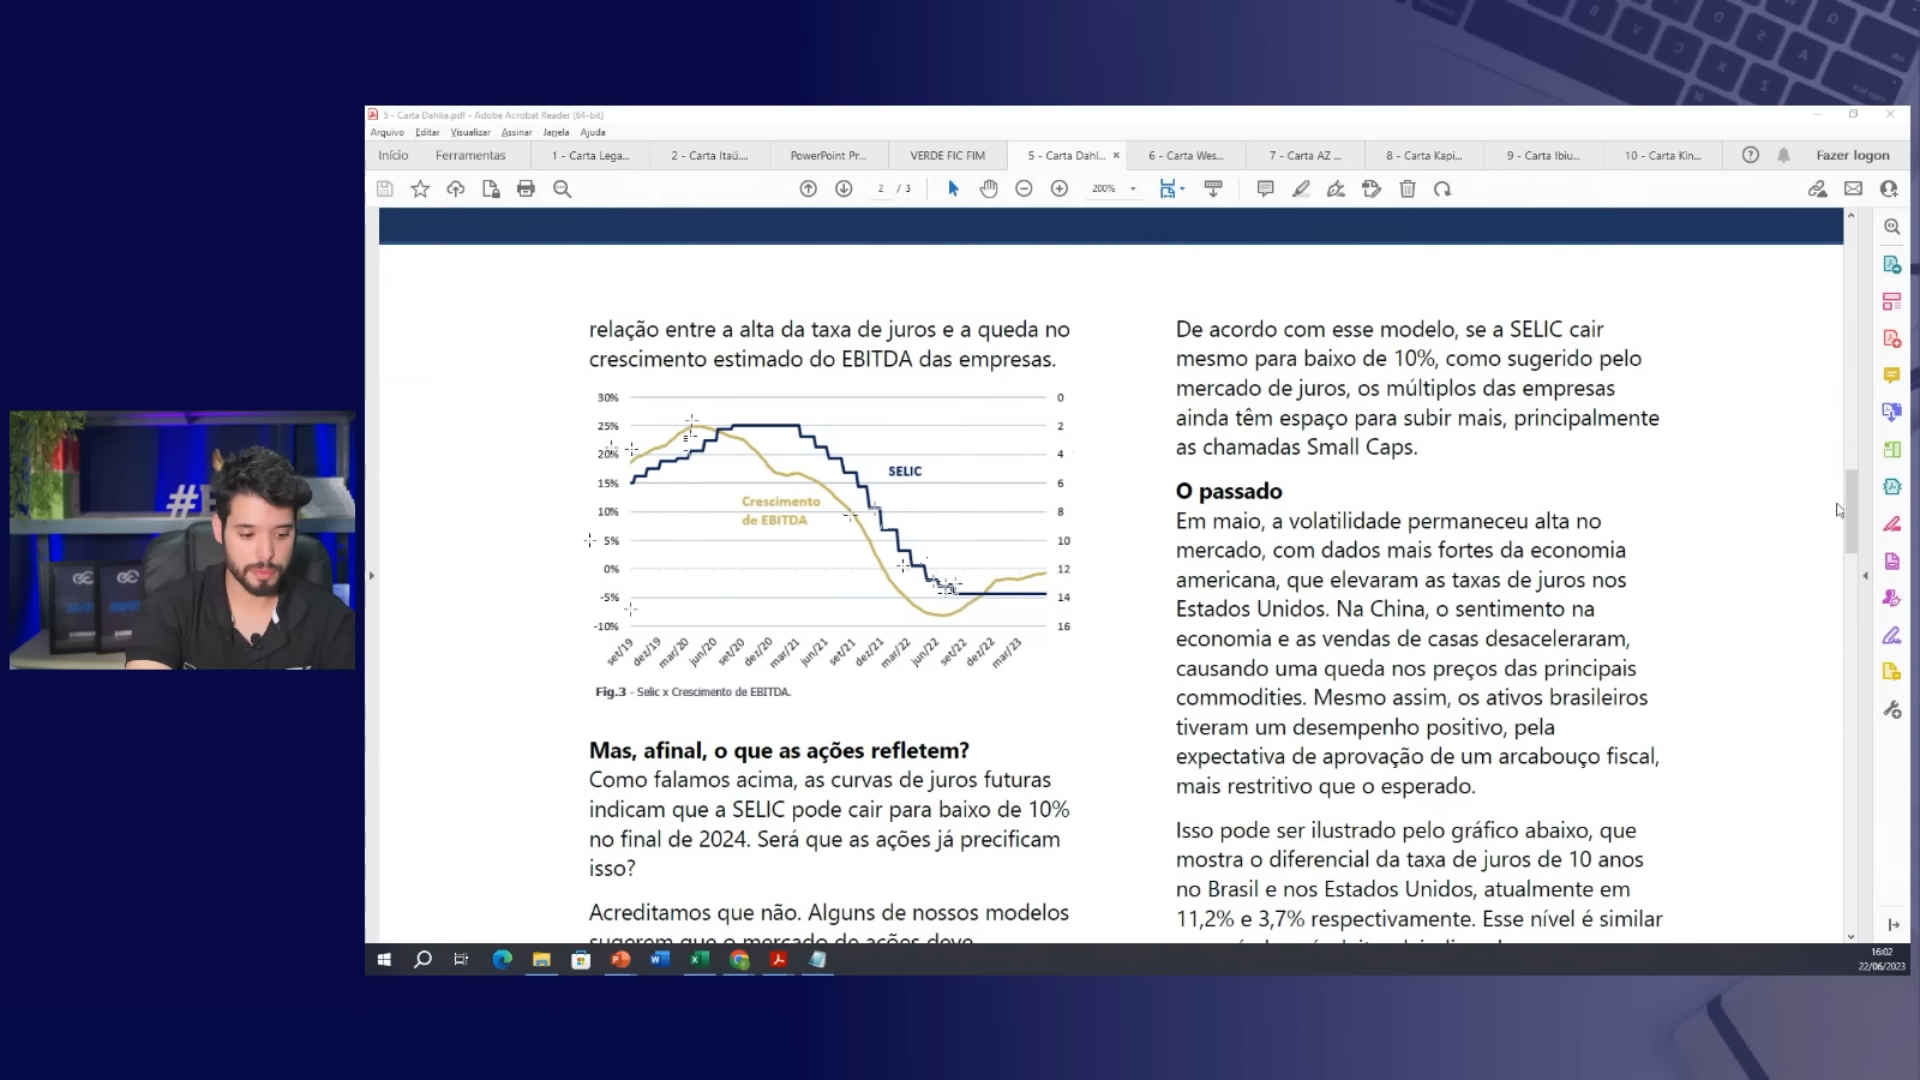 5 - Carta Dahlia.pdf - Adobe Acrobat Reader (64-bit)
Arquivo Editar Visualizar Assinar Janela Ajuda
Início Ferramentas 1 - Carta Lega... 2 - Carta Itaú.... PowerPoint Pr... VERDE FIC FIM 5 - Carta Dahl... × 6 - Carta Wes... 7 - Carta AZ ... 8 - Carta Kapi... 9 - Carta Ibiu... 10 - Carta Kin... Fazer logon
2 / 3 200%
relação entre a alta da taxa de juros e a queda no
crescimento estimado do EBITDA das empresas.
30% 0
25% 2
20% 4
15% 6
10% 8
5% 10
0% 12
-5% 14
-10% 16
SELIC
Crescimento
de EBITDA
set/19 dez/19 mar/20 jun/20 set/20 dez/20 mar/21 jun/21 set/21 dez/21 mar/22 jun/22 set/22 dez/22 mar/23
Fig.3 - Selic x Crescimento de EBITDA.
Mas, afinal, o que as ações refletem?
Como falamos acima, as curvas de juros futuras
indicam que a SELIC pode cair para baixo de 10%
no final de 2024. Será que as ações já precificam
isso?
Acreditamos que não. Alguns de nossos modelos
sugerem que o mercado de ações deve
De acordo com esse modelo, se a SELIC cair
mesmo para baixo de 10%, como sugerido pelo
mercado de juros, os múltiplos das empresas
ainda têm espaço para subir mais, principalmente
as chamadas Small Caps.
O passado
Em maio, a volatilidade permaneceu alta no
mercado, com dados mais fortes da economia
americana, que elevaram as taxas de juros nos
Estados Unidos. Na China, o sentimento na
economia e as vendas de casas desaceleraram,
causando uma queda nos preços das principais
commodities. Mesmo assim, os ativos brasileiros
tiveram um desempenho positivo, pela
expectativa de aprovação de um arcabouço fiscal,
mais restritivo que o esperado.
Isso pode ser ilustrado pelo gráfico abaixo, que
mostra o diferencial da taxa de juros de 10 anos
no Brasil e nos Estados Unidos, atualmente em
11,2% e 3,7% respectivamente. Esse nível é similar
16:02
22/06/2023